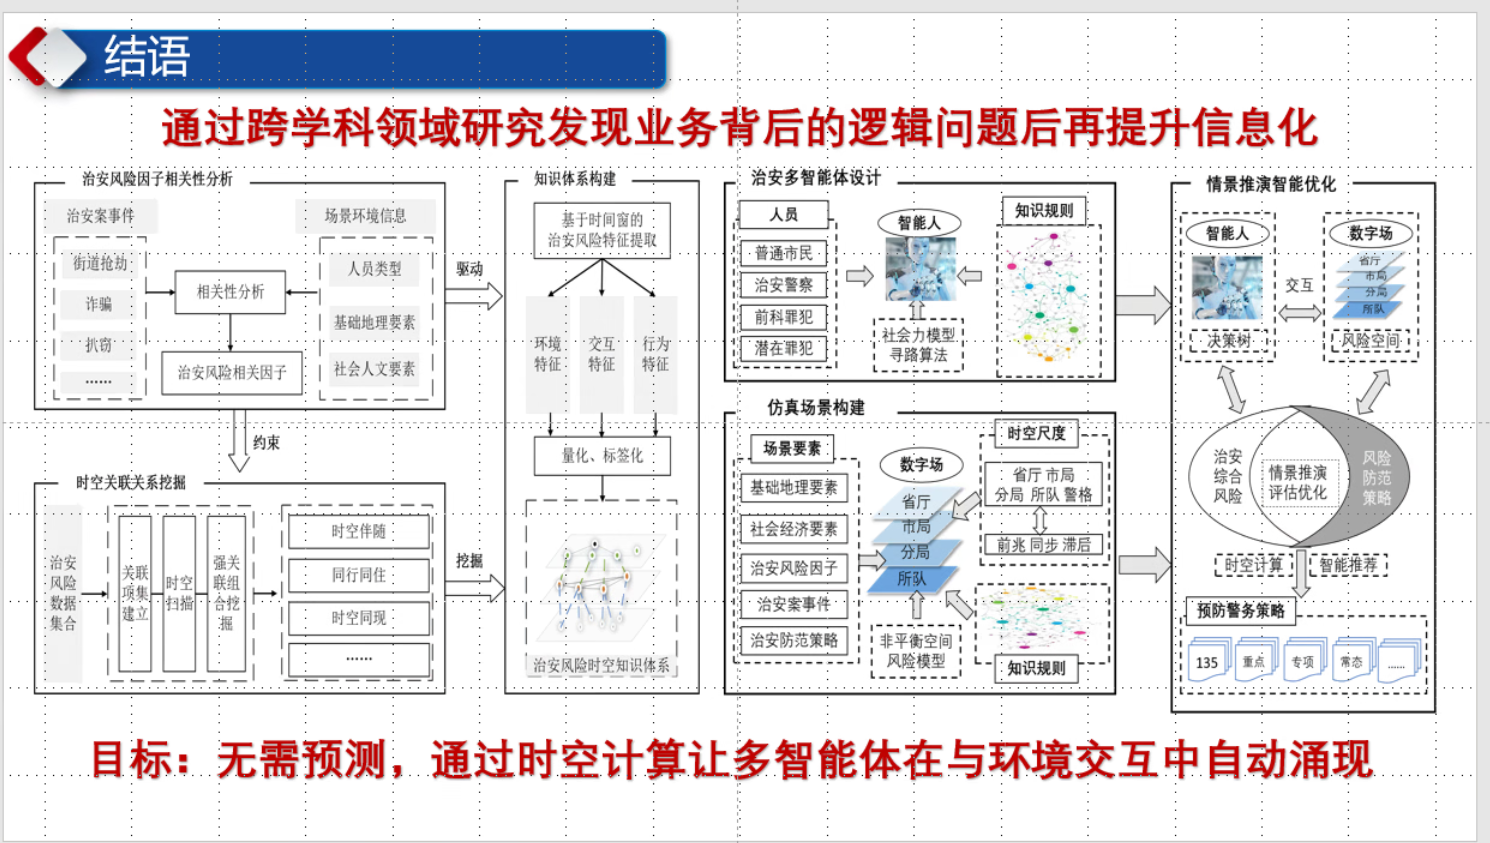 结语
通过跨学科领域研究发现业务背后的逻辑问题后再提升信息化
治安风险因子相关性分析
治安案事件
场景环境信息
街道抢劫
诈骗
扒窃
......
相关性分析
治安风险相关因子
人员类型
基础地理要素
社会人文要素
驱动
约束
时空关联关系挖掘
治安
风险
数据
集合
关联
项集
建立
时空
扫描
强关
联组
合挖
掘
时空伴随
同行同住
时空同现
......
挖掘
知识体系构建
基于时间窗的
治安风险特征提取
环境
特征
交互
特征
行为
特征
量化、标签化
治安风险时空知识体系
治安多智能体设计
人员
普通市民
治安警察
前科罪犯
潜在罪犯
智能人
社会力模型
寻路算法
知识规则
仿真场景构建
场景要素
基础地理要素
社会经济要素
治安风险因子
治安案事件
治安防范策略
数字场
省厅
市局
分局
所队
非平衡空间
风险模型
时空尺度
省厅 市局
分局 所队 警格
前兆 同步 滞后
知识规则
情景推演智能优化
智能人
决策树
交互
数字场
省厅
市局
分局
所队
风险空间
治安
综合
风险
情景推演
评估优化
风险
防范
策略
时空计算
智能推荐
预防警务策略
135
重点
专项
常态
......
目标：无需预测，通过时空计算让多智能体在与环境交互中自动涌现